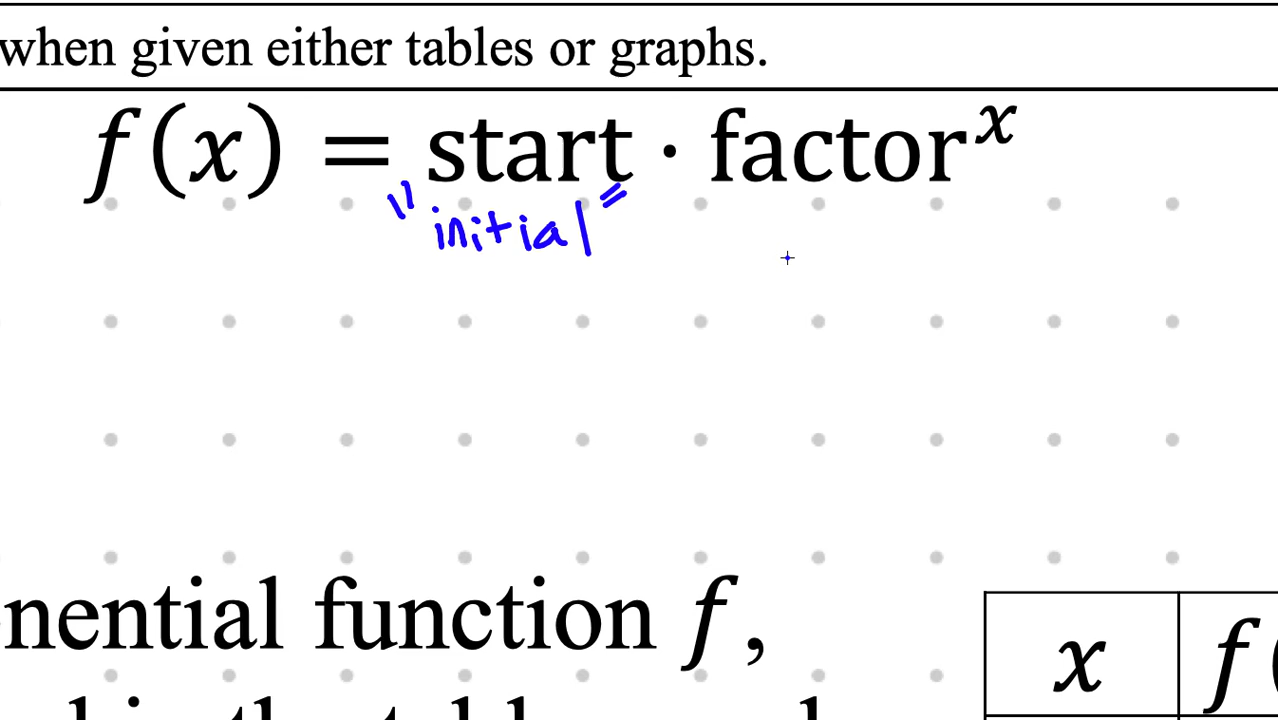 when given either tables or graphs.
f(x) = start · factor^x
"initial"
nential function f,
x f(